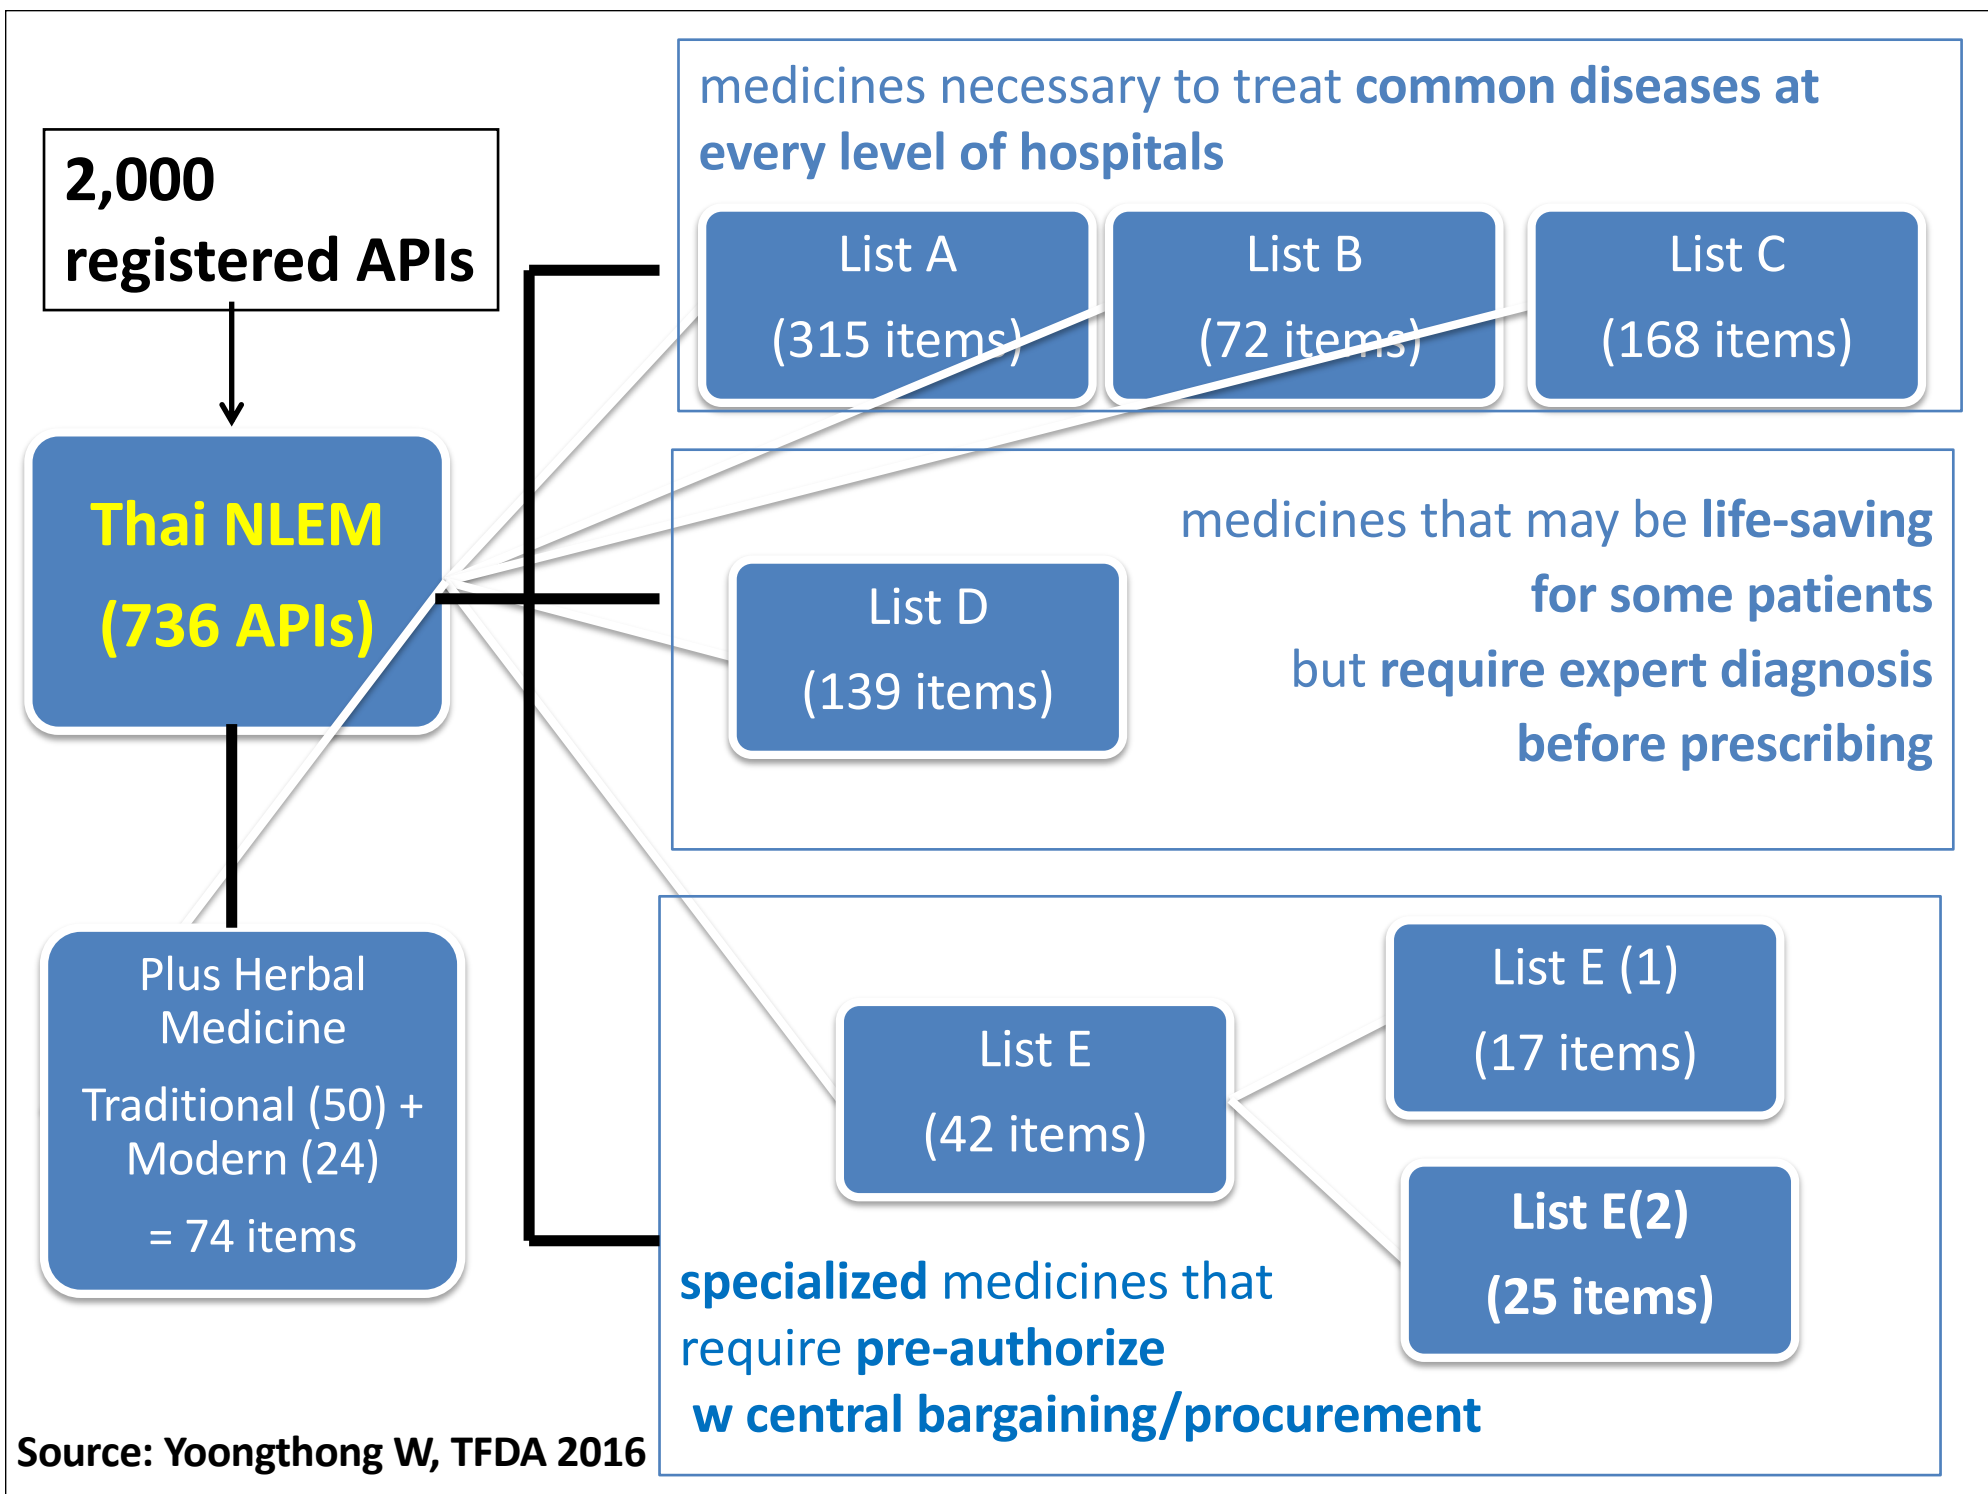 2,000
registered APIs
Thai NLEM
(736 APIs)
Plus Herbal
Medicine
Traditional (50) +
Modern (24)
= 74 items
medicines necessary to treat common diseases at
every level of hospitals
List A
(315 items)
List B
(72 items)
List C
(168 items)
medicines that may be life-saving
for some patients
but require expert diagnosis
before prescribing
List D
(139 items)
List E
(42 items)
List E (1)
(17 items)
List E(2)
(25 items)
specialized medicines that
require pre-authorize
w central bargaining/procurement
Source: Yoongthong W, TFDA 2016